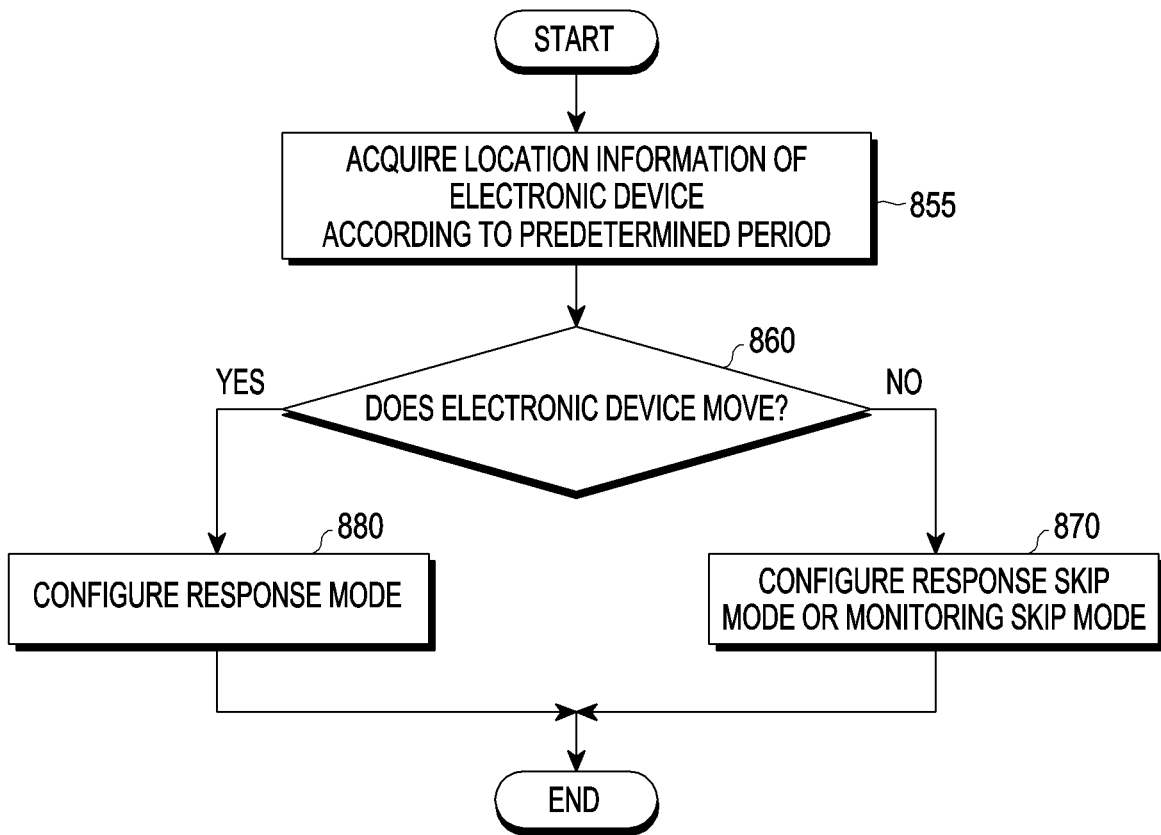 START
ACQUIRE LOCATION INFORMATION OF
ELECTRONIC DEVICE
ACCORDING TO PREDETERMINED PERIOD
855
860
YES
NO
DOES ELECTRONIC DEVICE MOVE?
880
870
CONFIGURE RESPONSE MODE
CONFIGURE RESPONSE SKIP
MODE OR MONITORING SKIP MODE
END